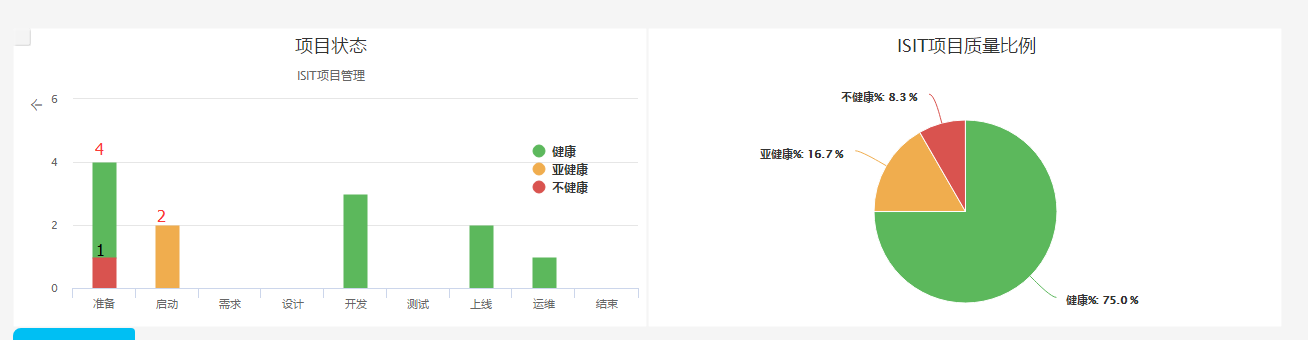 项目状态
ISIT项目管理
6
4
2
0
4
1
2
健康
亚健康
不健康
准备 启动 需求 设计 开发 测试 上线 运维 结束
ISIT项目质量比例
不健康%: 8.3 %
亚健康%: 16.7 %
健康%: 75.0 %